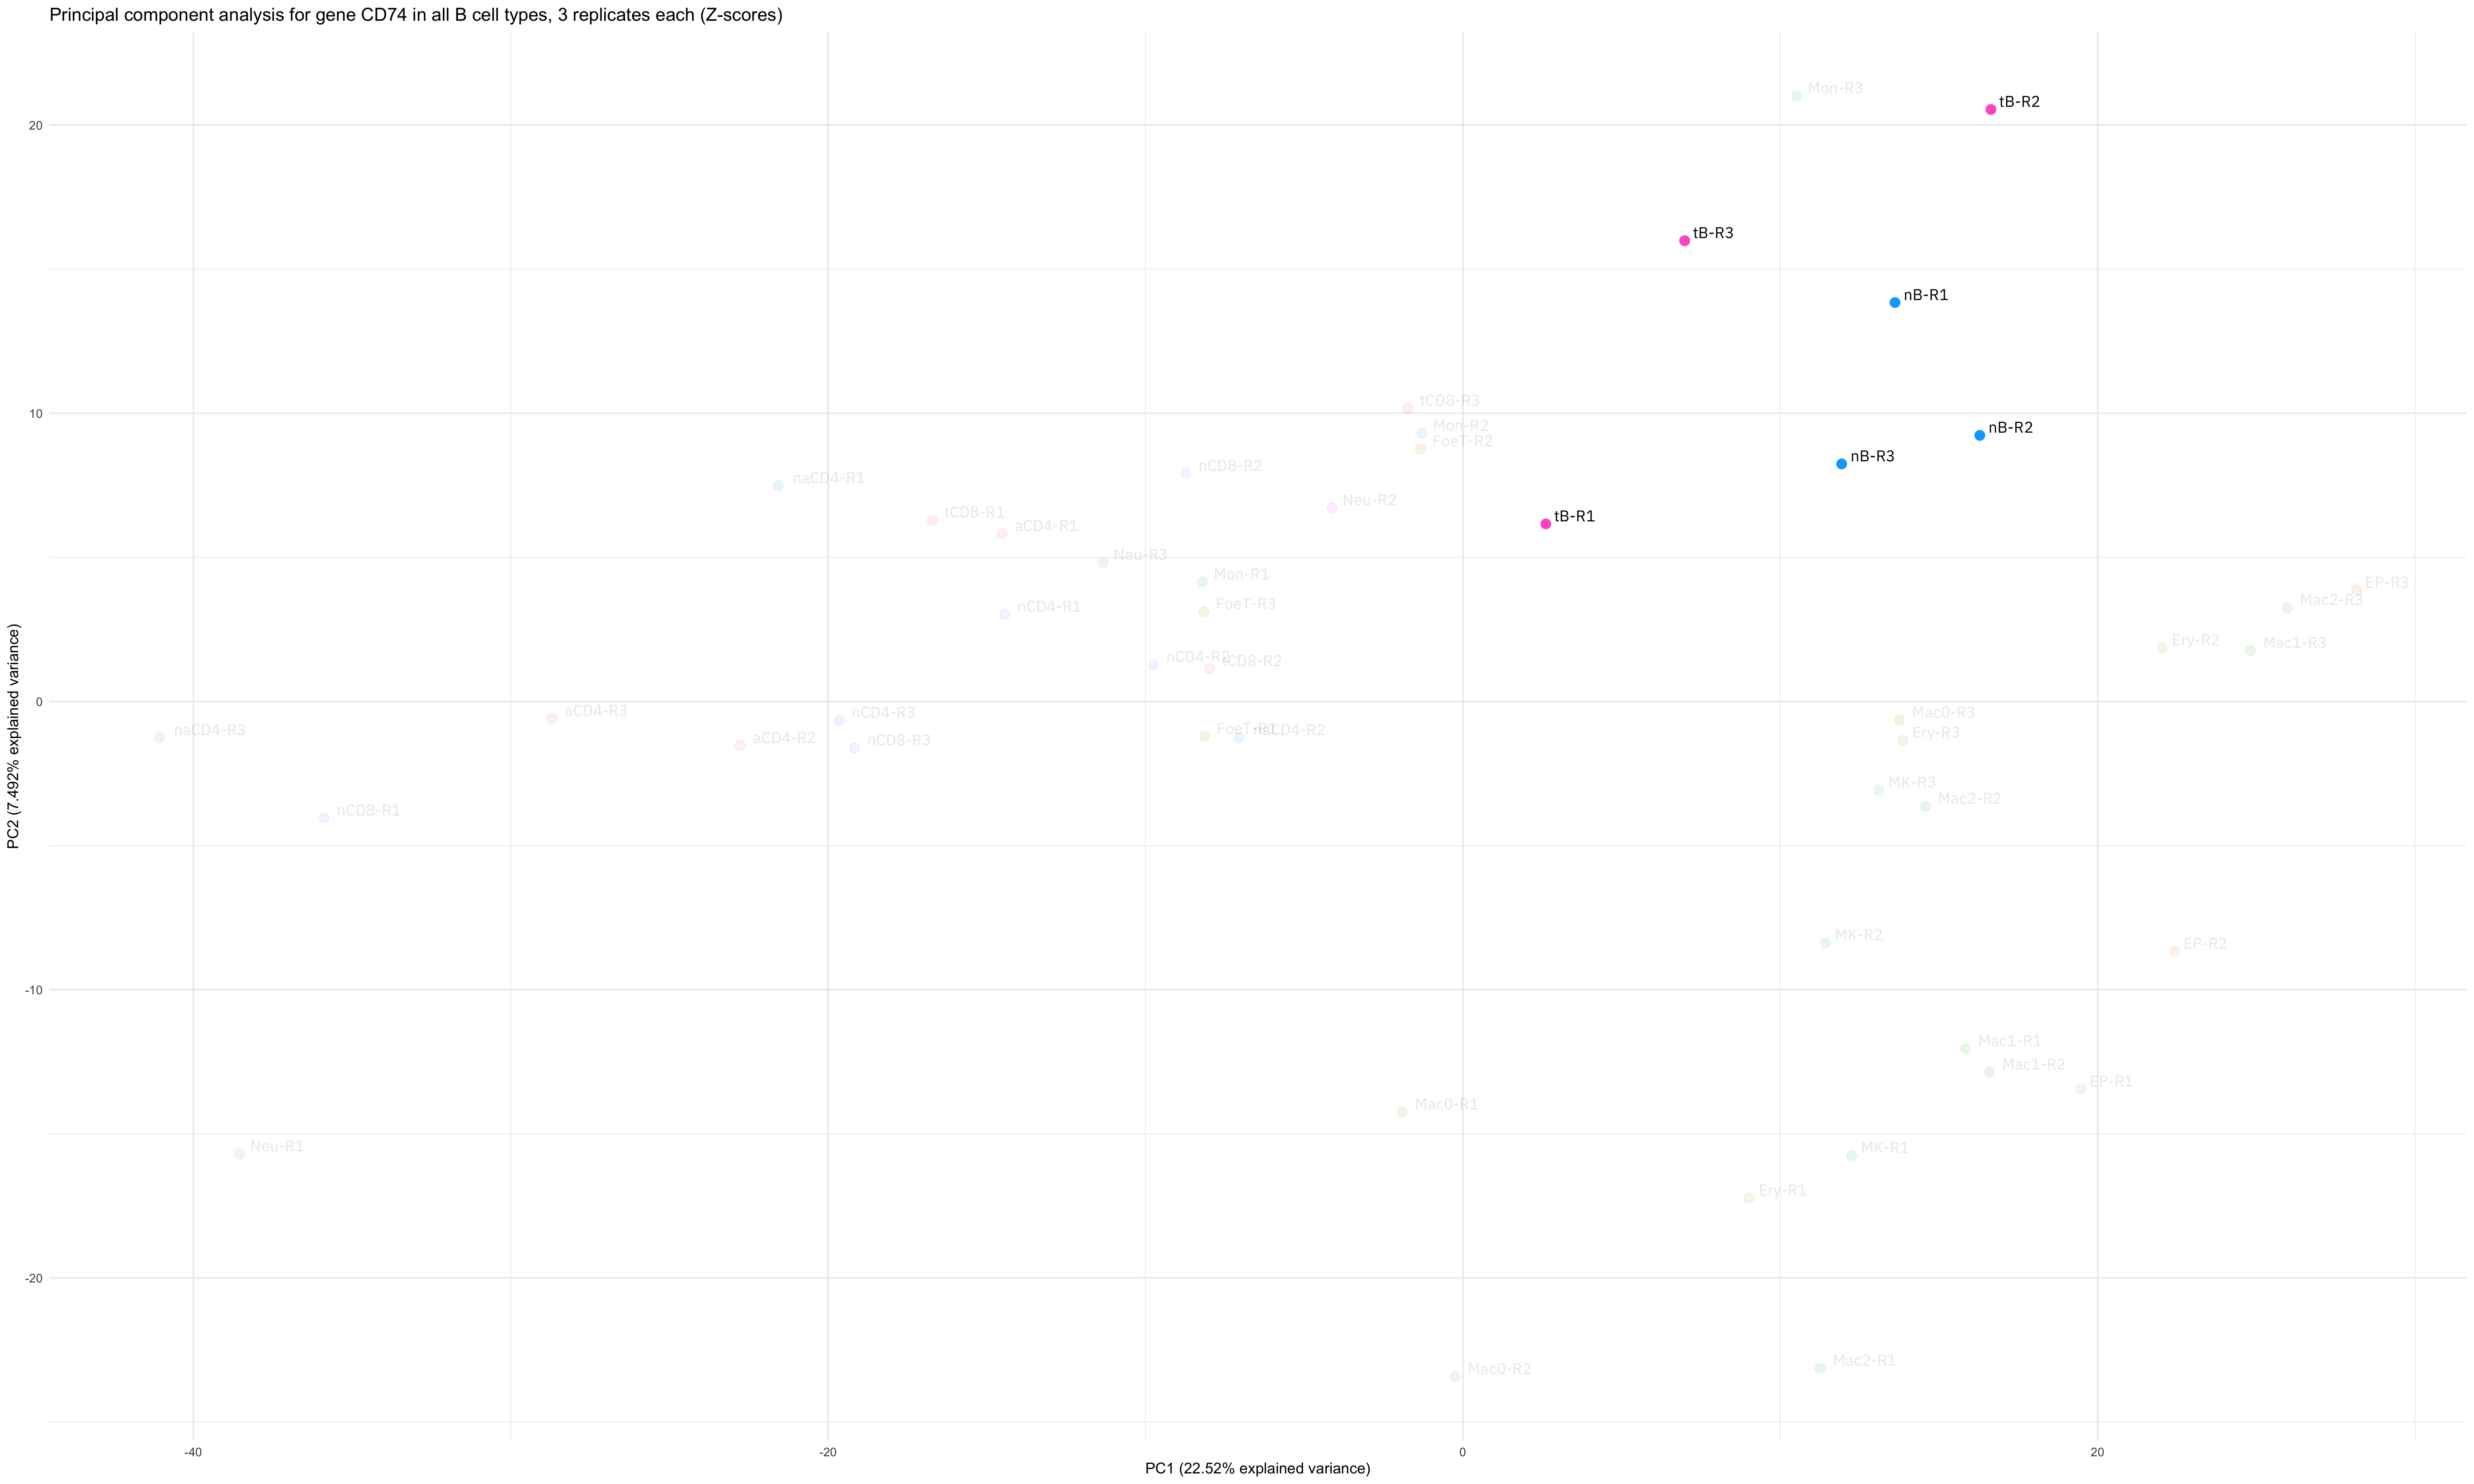 Principal component analysis for gene CD74 in all B cell types, 3 replicates each (Z-scores)
Mon-R3
tB-R2
20
tB-R3
nB-R1
tCD8-R3
10
Mon-R2
nB-R2
FoeT-R2
nB-R3
nCD8-R2
naCD4-R1
Neu-R2
tCD8-R1
tB-R1
aCD4-R1
Neu-R3
EP-R3
Mon-R1
Mac2-R3
FoeT-R3
nCD4-R1
Ery-R2
Mac1-R3
nCD4-R2
tCD8-R2
0
aCD4-R3
nCD4-R3
Mac0-R3
naCD4-R3
FoeT-R1
naCD4-R2
Ery-R3
aCD4-R2
nCD8-R3
MK-R3
Mac2-R2
nCD8-R1
PC2 (7.492% explained variance)
MK-R2
EP-R2
-10
Mac1-R1
Mac1-R2
EP-R1
Mac0-R1
Neu-R1
MK-R1
Ery-R1
-20
Mac2-R1
Mac0-R2
-40
-20
0
20
PC1 (22.52% explained variance)